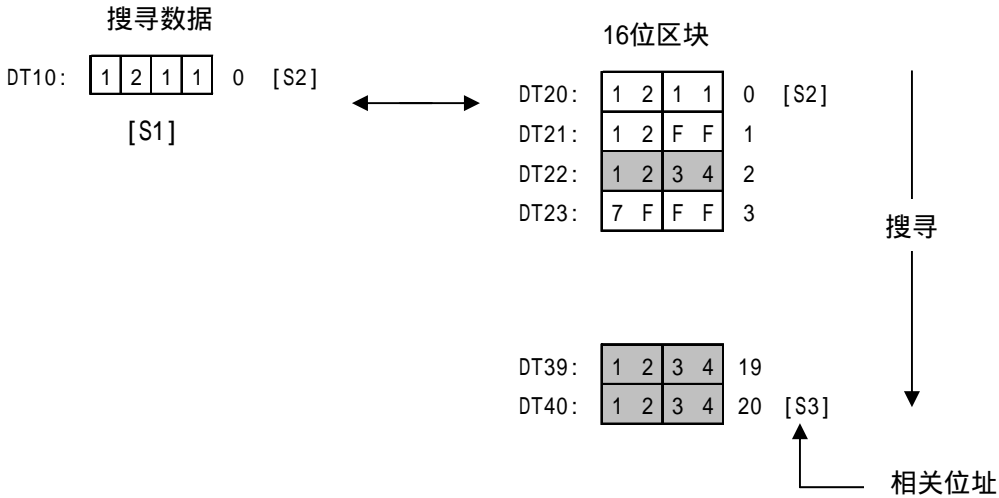 搜寻数据
DT10: 1 2 1 1 0 [S2]
[S1]
16位区块
DT20: 1 2 1 1 0 [S2]
DT21: 1 2 F F 1
DT22: 1 2 3 4 2
DT23: 7 F F F 3
搜寻
DT39: 1 2 3 4 19
DT40: 1 2 3 4 20 [S3]
相关位址